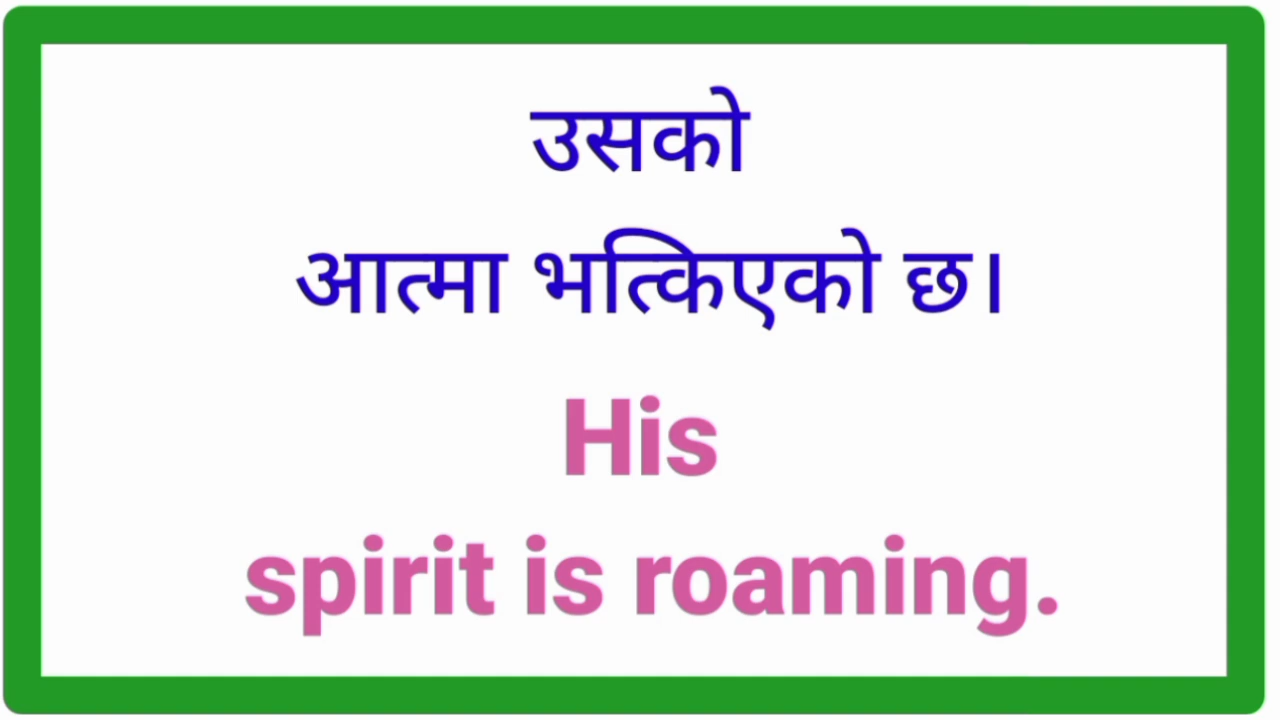 उसको
आत्मा भत्किएको छ।
His
spirit is roaming.